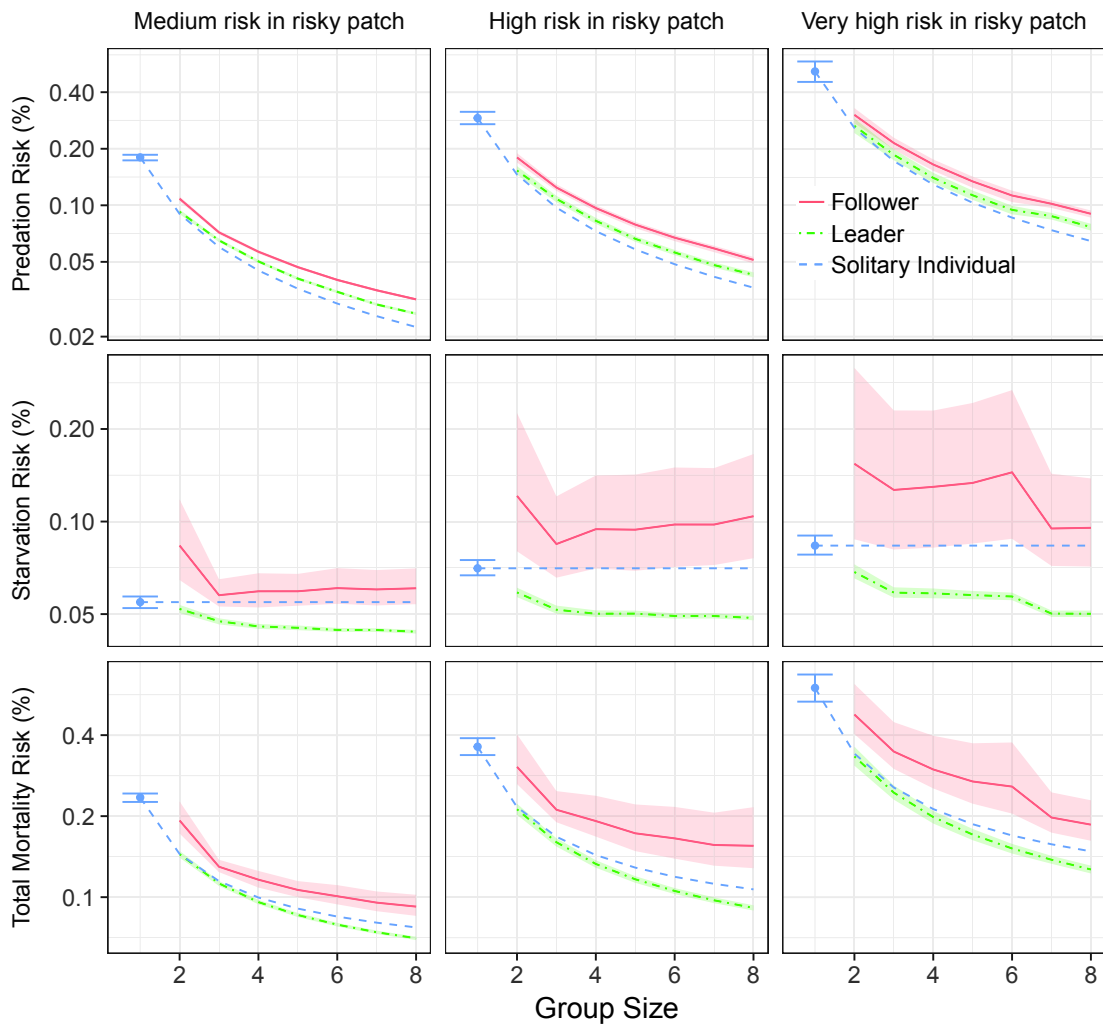 Medium risk in risky patch
High risk in risky patch
Very high risk in risky patch
Predation Risk (%)
0.40
0.20
0.10
0.05
0.02
Follower
Leader
Solitary Individual
Starvation Risk (%)
0.20
0.10
0.05
Total Mortality Risk (%)
0.4
0.2
0.1
2 4 6 8
2 4 6 8
2 4 6 8
Group Size